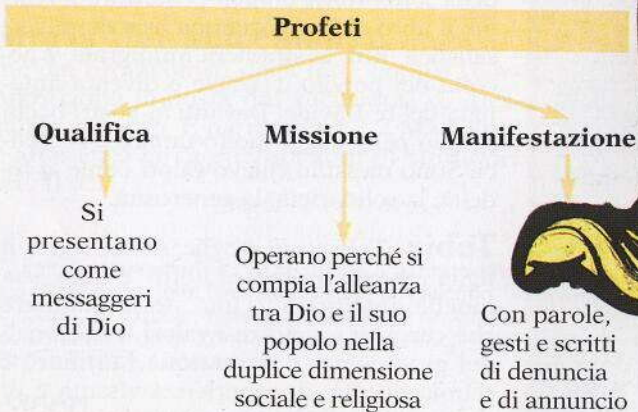 Profeti
Qualifica
Missione
Manifestazione
Si
presentano
come
messaggeri
di Dio
Operano perché si
compia l'alleanza
tra Dio e il suo
popolo nella
duplice dimensione
sociale e religiosa
Con parole,
gesti e scritti
di denuncia
e di annuncio